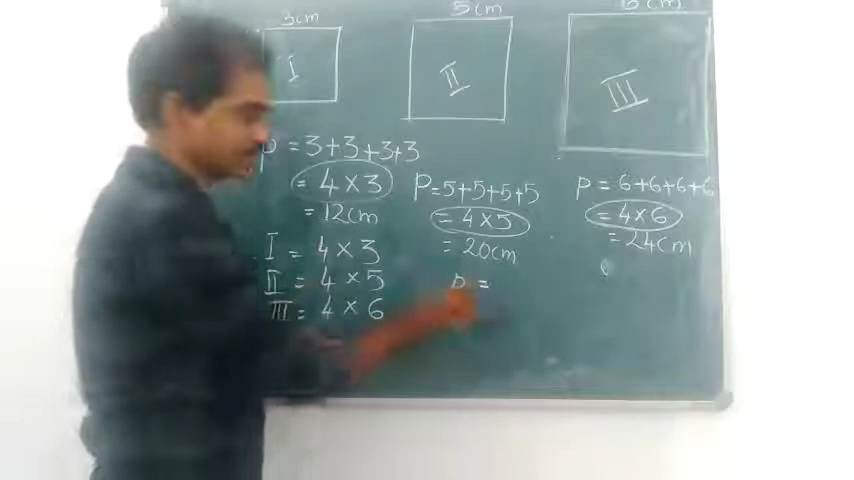 3cm
5cm
6cm
I
II
III
P = 3+3+3+3
= 4×3
= 12cm
P=5+5+5+5
= 4×5
= 20cm
P = 6+6+6+6
= 4×6
= 24cm
I = 4×3
II = 4×5
III = 4×6
P =